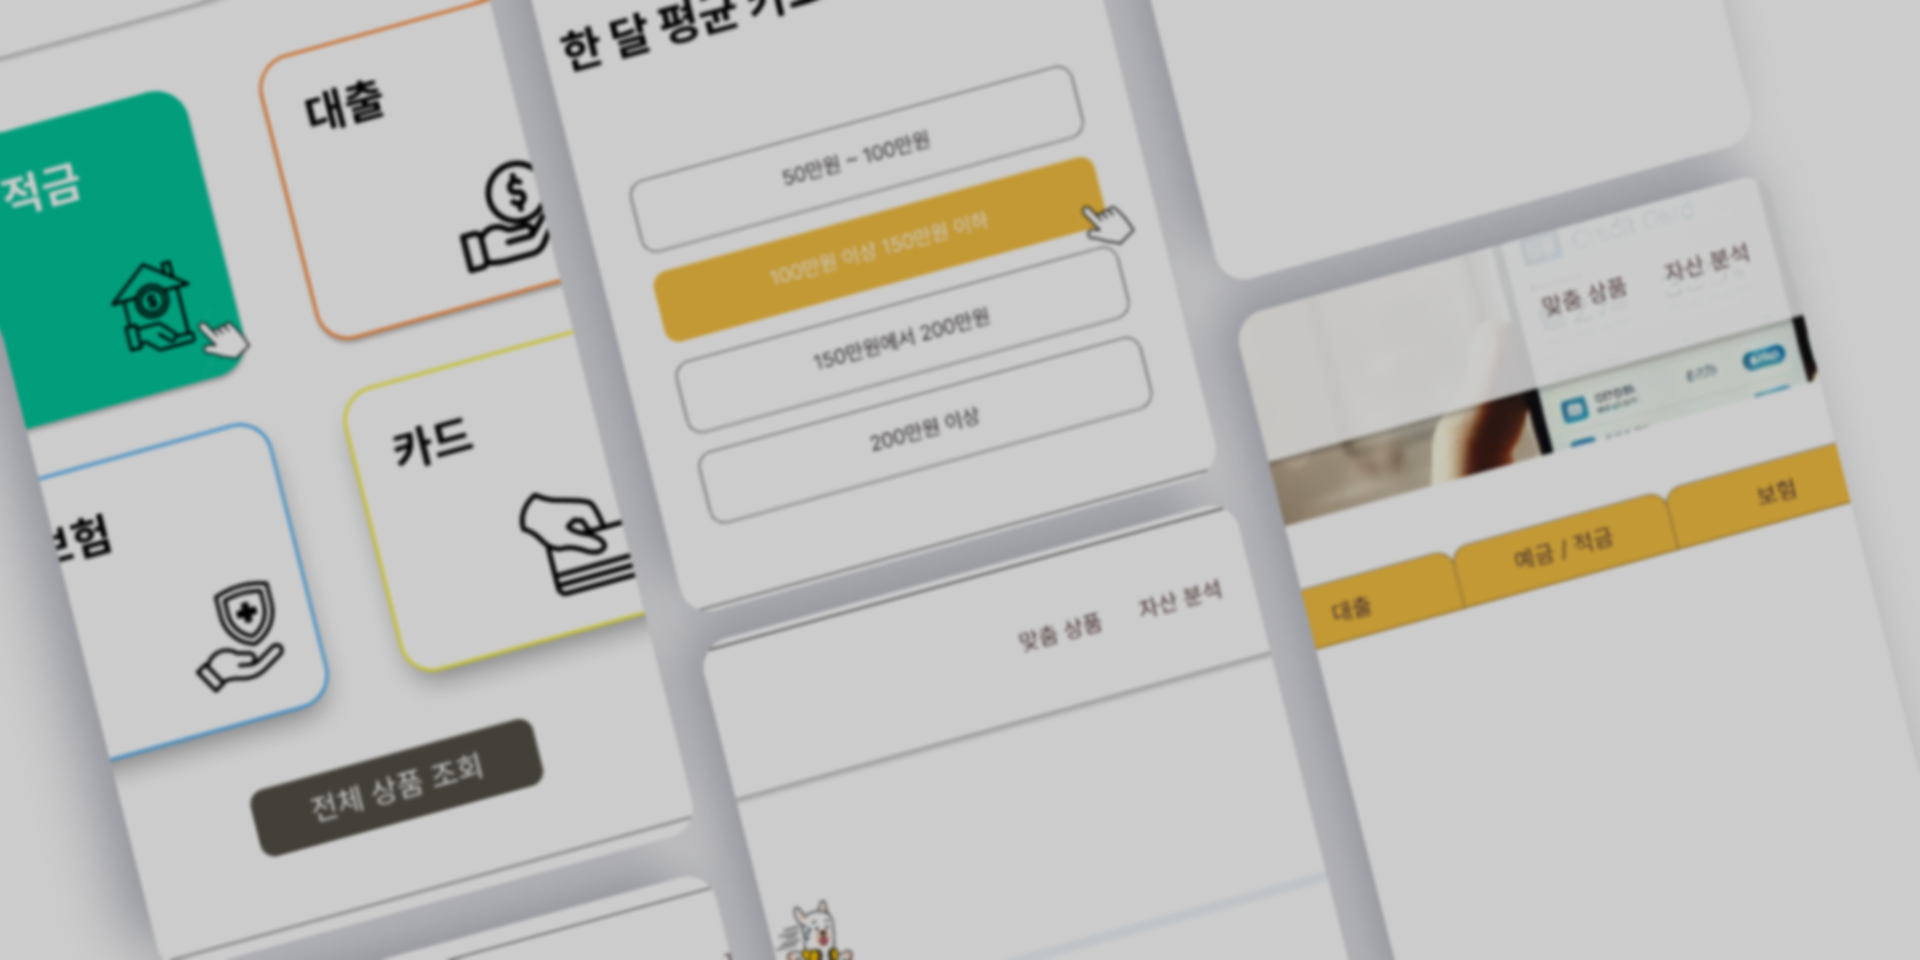 적금
대출
보험
카드
전체 상품 조회
한 달 평균
50만원 ~ 100만원
100만원 이상 150만원 이하
150만원에서 200만원
200만원 이상
맞춤 상품
자산 분석
Credit Card
맞춤 상품
자산 분석
대출
예금 / 적금
보험